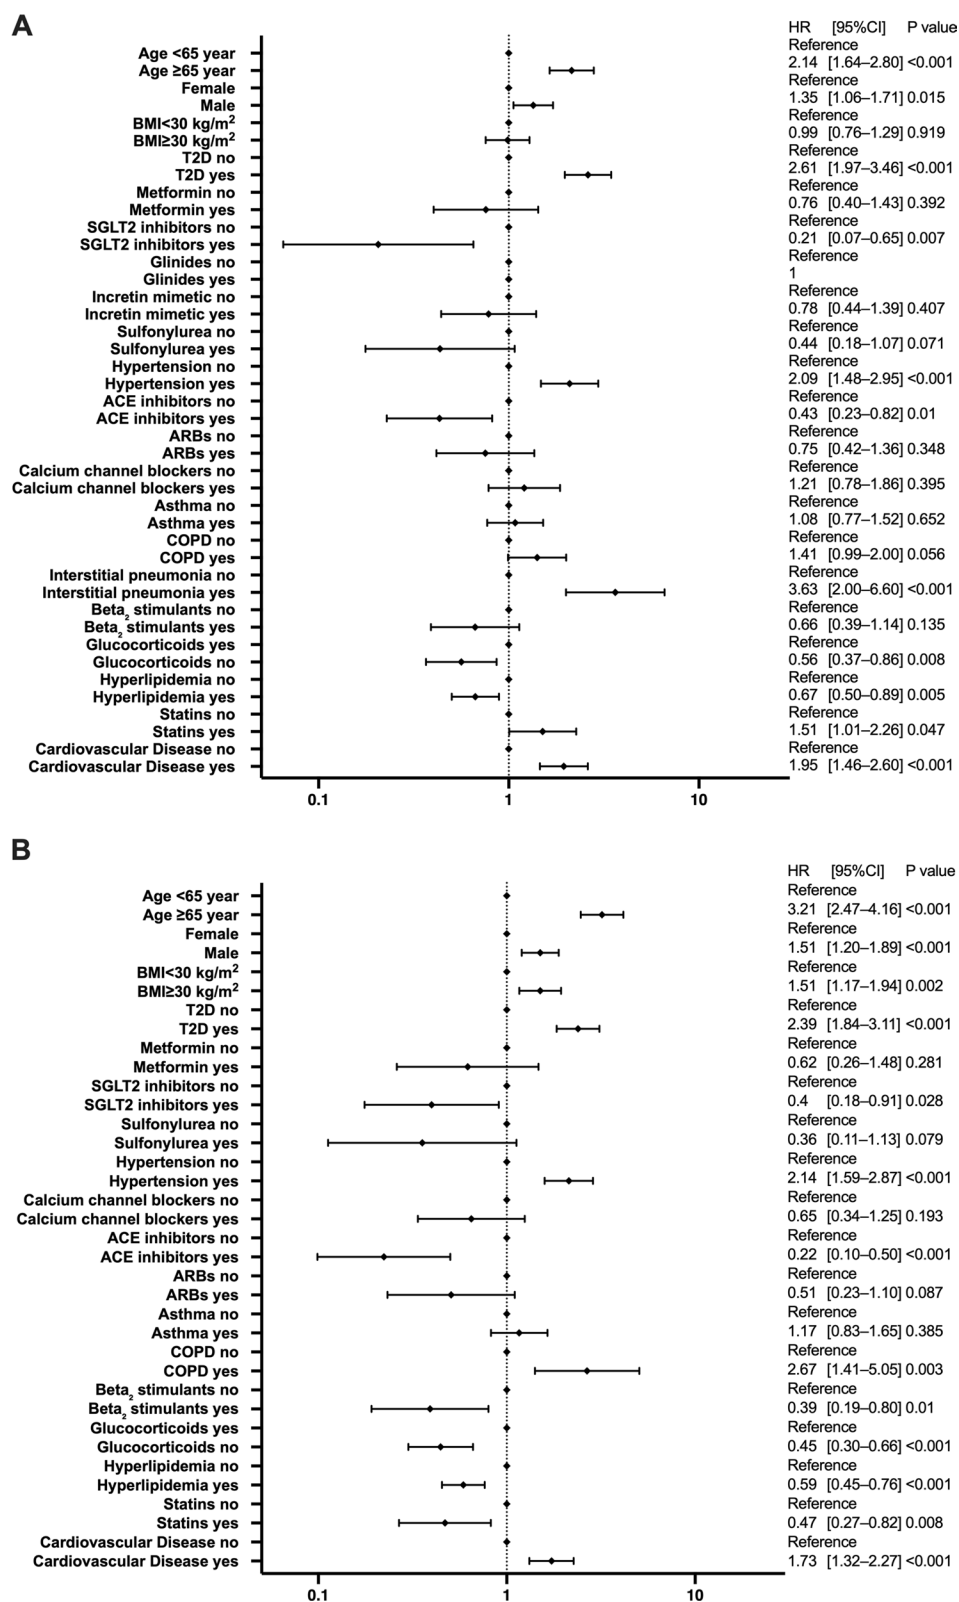 A
HR [95%CI] P value
Age <65 year Reference
Age ≥65 year 2.14 [1.64–2.80] <0.001
Female Reference
Male 1.35 [1.06–1.71] 0.015
BMI<30 kg/m² Reference
BMI≥30 kg/m² 0.99 [0.76–1.29] 0.919
T2D no Reference
T2D yes 2.61 [1.97–3.46] <0.001
Metformin no Reference
Metformin yes 0.76 [0.40–1.43] 0.392
SGLT2 inhibitors no Reference
SGLT2 inhibitors yes 0.21 [0.07–0.65] 0.007
Glinides no Reference
Glinides yes 1
Incretin mimetic no Reference
Incretin mimetic yes 0.78 [0.44–1.39] 0.407
Sulfonylurea no Reference
Sulfonylurea yes 0.44 [0.18–1.07] 0.071
Hypertension no Reference
Hypertension yes 2.09 [1.48–2.95] <0.001
ACE inhibitors no Reference
ACE inhibitors yes 0.43 [0.23–0.82] 0.01
ARBs no Reference
ARBs yes 0.75 [0.42–1.36] 0.348
Calcium channel blockers no Reference
Calcium channel blockers yes 1.21 [0.78–1.86] 0.395
Asthma no Reference
Asthma yes 1.08 [0.77–1.52] 0.652
COPD no Reference
COPD yes 1.41 [0.99–2.00] 0.056
Interstitial pneumonia no Reference
Interstitial pneumonia yes 3.63 [2.00–6.60] <0.001
Beta₂ stimulants no Reference
Beta₂ stimulants yes 0.66 [0.39–1.14] 0.135
Glucocorticoids yes Reference
Glucocorticoids no 0.56 [0.37–0.86] 0.008
Hyperlipidemia no Reference
Hyperlipidemia yes 0.67 [0.50–0.89] 0.005
Statins no Reference
Statins yes 1.51 [1.01–2.26] 0.047
Cardiovascular Disease no Reference
Cardiovascular Disease yes 1.95 [1.46–2.60] <0.001
0.1 1 10
B
HR [95%CI] P value
Age <65 year Reference
Age ≥65 year 3.21 [2.47–4.16] <0.001
Female Reference
Male 1.51 [1.20–1.89] <0.001
BMI<30 kg/m² Reference
BMI≥30 kg/m² 1.51 [1.17–1.94] 0.002
T2D no Reference
T2D yes 2.39 [1.84–3.11] <0.001
Metformin no Reference
Metformin yes 0.62 [0.26–1.48] 0.281
SGLT2 inhibitors no Reference
SGLT2 inhibitors yes 0.4 [0.18–0.91] 0.028
Sulfonylurea no Reference
Sulfonylurea yes 0.36 [0.11–1.13] 0.079
Hypertension no Reference
Hypertension yes 2.14 [1.59–2.87] <0.001
Calcium channel blockers no Reference
Calcium channel blockers yes 0.65 [0.34–1.25] 0.193
ACE inhibitors no Reference
ACE inhibitors yes 0.22 [0.10–0.50] <0.001
ARBs no Reference
ARBs yes 0.51 [0.23–1.10] 0.087
Asthma no Reference
Asthma yes 1.17 [0.83–1.65] 0.385
COPD no Reference
COPD yes 2.67 [1.41–5.05] 0.003
Beta₂ stimulants no Reference
Beta₂ stimulants yes 0.39 [0.19–0.80] 0.01
Glucocorticoids yes Reference
Glucocorticoids no 0.45 [0.30–0.66] <0.001
Hyperlipidemia no Reference
Hyperlipidemia yes 0.59 [0.45–0.76] <0.001
Statins no Reference
Statins yes 0.47 [0.27–0.82] 0.008
Cardiovascular Disease no Reference
Cardiovascular Disease yes 1.73 [1.32–2.27] <0.001
0.1 1 10